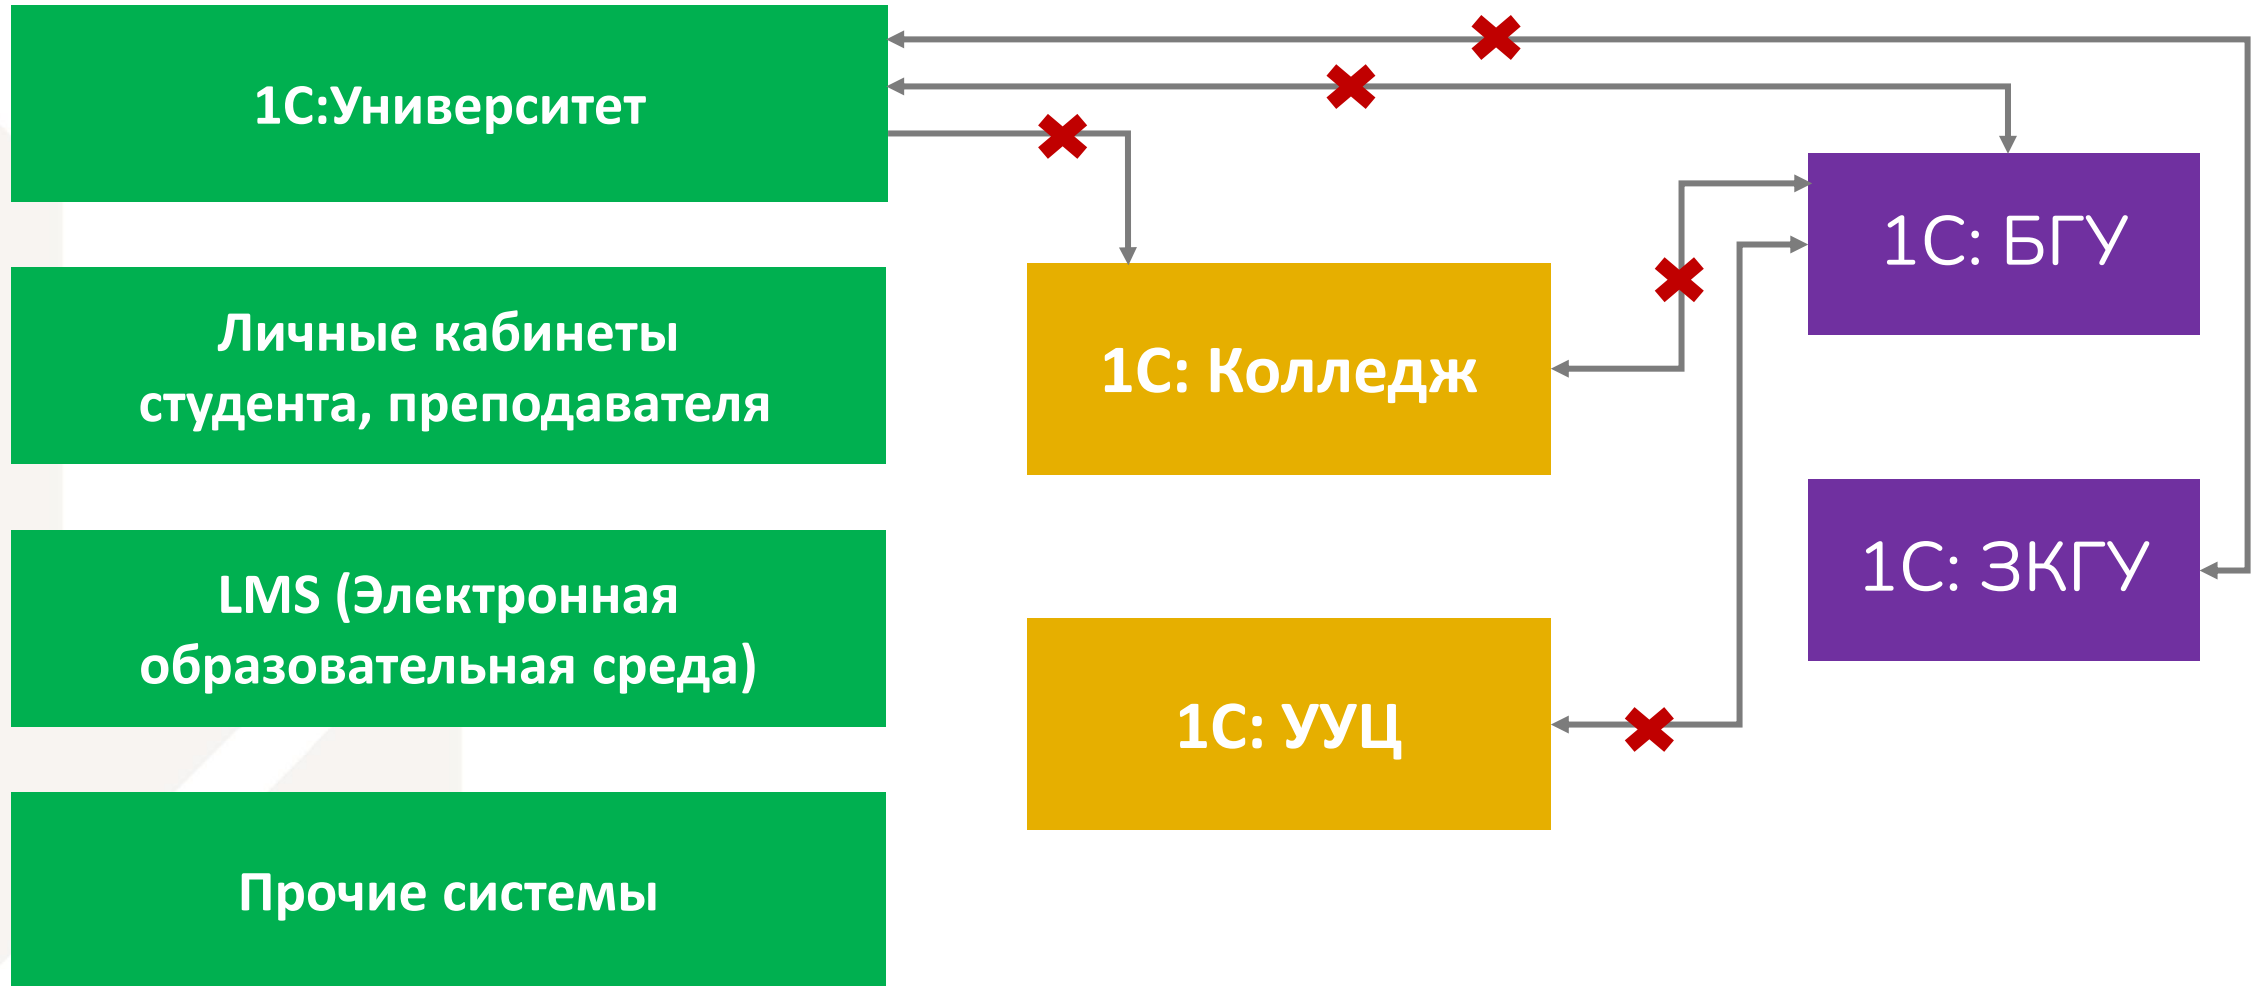 1С:Университет
Личные кабинеты
студента, преподавателя
LMS (Электронная
образовательная среда)
Прочие системы
1С: Колледж
1С: УУЦ
1С: БГУ
1С: ЗКГУ